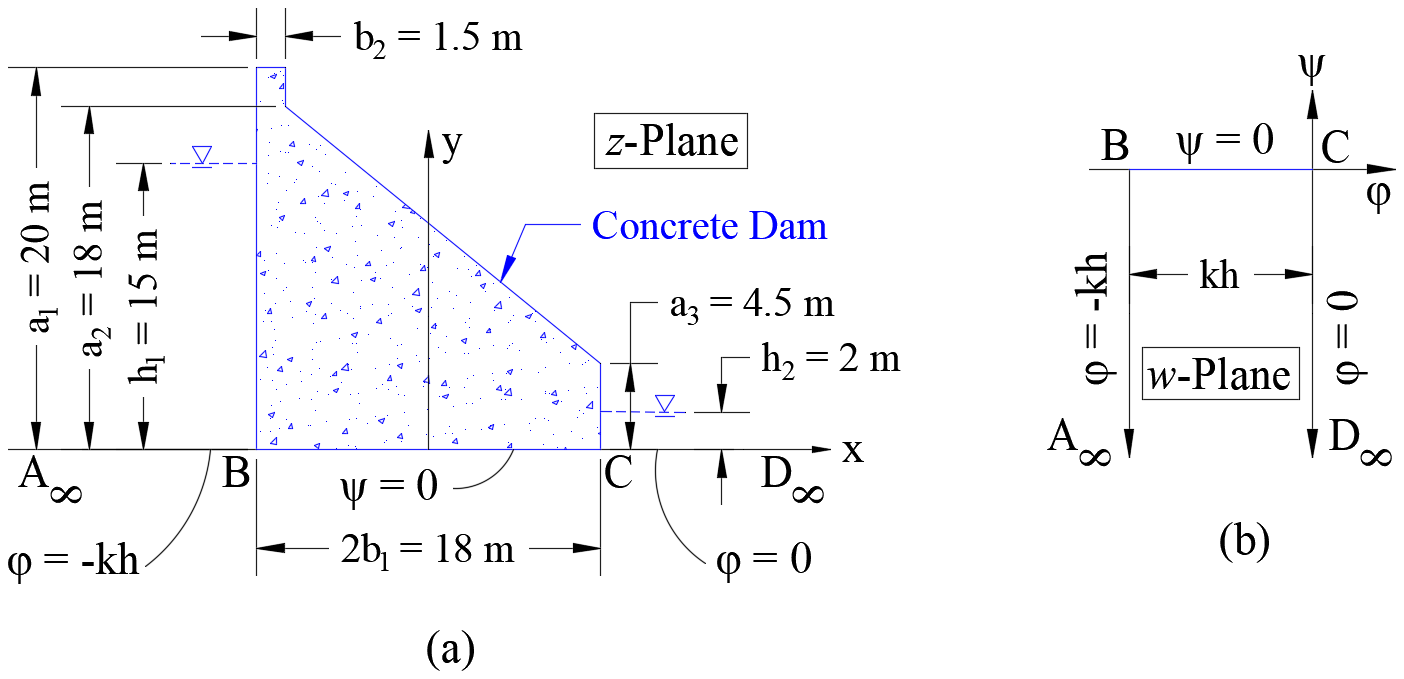 b₂ = 1.5 m
a₁ = 20 m
a₂ = 18 m
h₁ = 15 m
y
z-Plane
Concrete Dam
a₃ = 4.5 m
h₂ = 2 m
x
A∞
B
C
D∞
ψ = 0
φ = -kh
2b₁ = 18 m
φ = 0
(a)
ψ
B
ψ = 0
C
φ
φ = -kh
kh
φ = 0
w-Plane
A∞
D∞
(b)